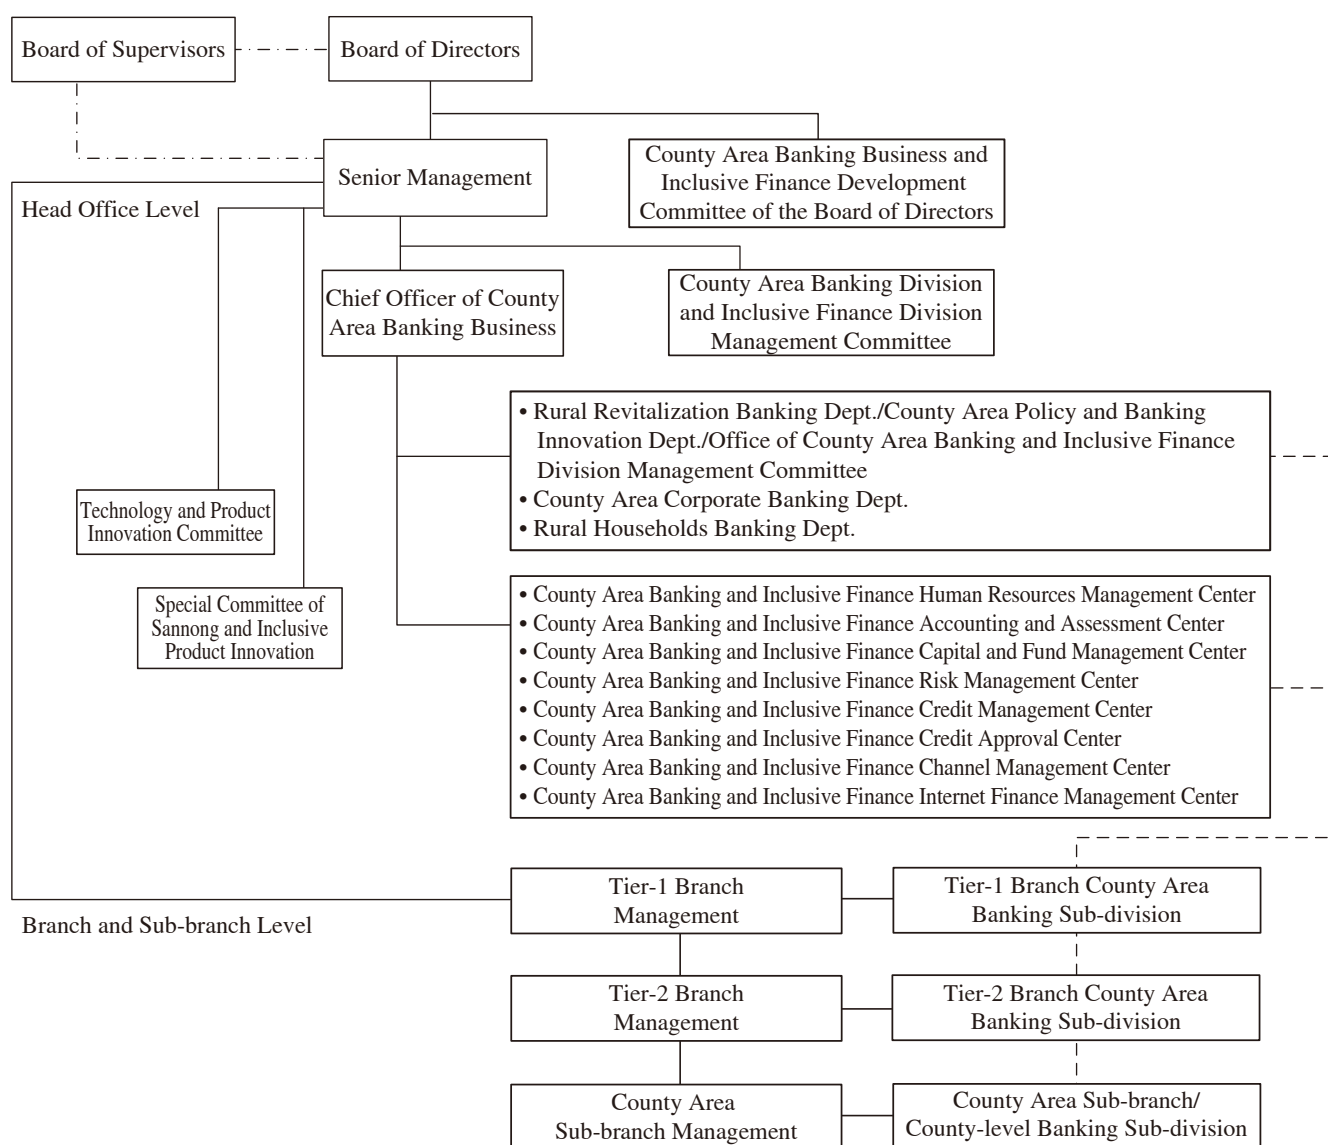 Board of Supervisors
Board of Directors
County Area Banking Business and
Inclusive Finance Development
Committee of the Board of Directors
Senior Management
Head Office Level
Chief Officer of County
Area Banking Business
County Area Banking Division
and Inclusive Finance Division
Management Committee
• Rural Revitalization Banking Dept./County Area Policy and Banking
Innovation Dept./Office of County Area Banking and Inclusive Finance
Division Management Committee
• County Area Corporate Banking Dept.
• Rural Households Banking Dept.
Technology and Product
Innovation Committee
Special Committee of
Sannong and Inclusive
Product Innovation
• County Area Banking and Inclusive Finance Human Resources Management Center
• County Area Banking and Inclusive Finance Accounting and Assessment Center
• County Area Banking and Inclusive Finance Capital and Fund Management Center
• County Area Banking and Inclusive Finance Risk Management Center
• County Area Banking and Inclusive Finance Credit Management Center
• County Area Banking and Inclusive Finance Credit Approval Center
• County Area Banking and Inclusive Finance Channel Management Center
• County Area Banking and Inclusive Finance Internet Finance Management Center
Branch and Sub-branch Level
Tier-1 Branch
Management
Tier-1 Branch County Area
Banking Sub-division
Tier-2 Branch
Management
Tier-2 Branch County Area
Banking Sub-division
County Area
Sub-branch Management
County Area Sub-branch/
County-level Banking Sub-division